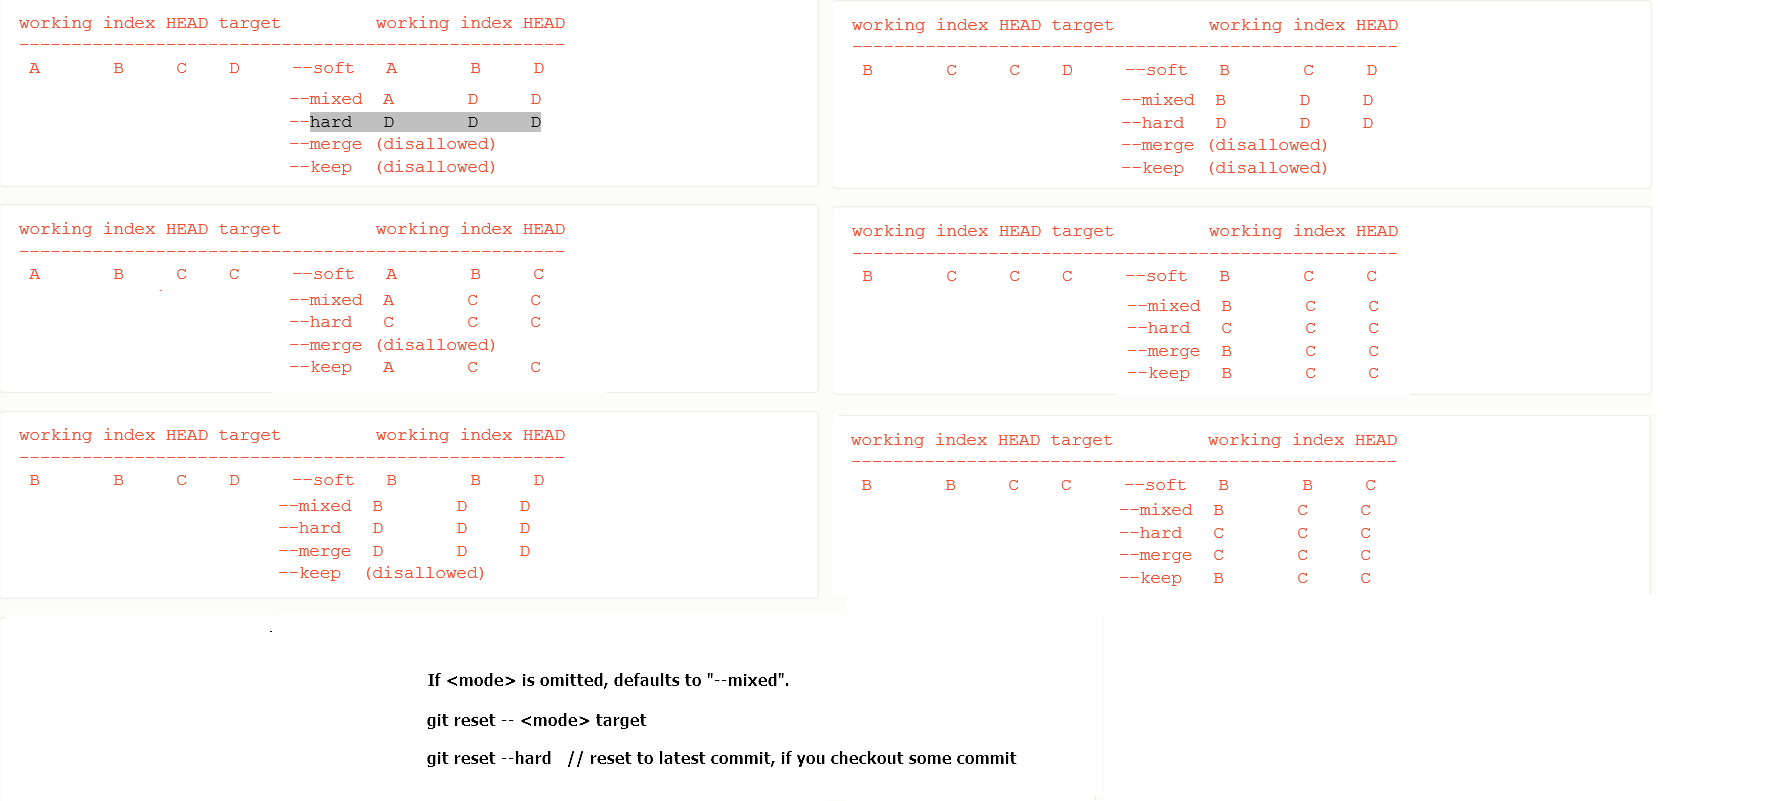 working index HEAD target         working index HEAD
----------------------------------------------------
A       B     C    D     --soft   A       B     D
--mixed  A       D     D
--hard   D       D     D
--merge (disallowed)
--keep  (disallowed)
working index HEAD target         working index HEAD
----------------------------------------------------
B       C     C    D     --soft   B       C     D
--mixed  B       D     D
--hard   D       D     D
--merge (disallowed)
--keep  (disallowed)
working index HEAD target         working index HEAD
----------------------------------------------------
A       B     C    C     --soft   A       B     C
--mixed  A       C     C
--hard   C       C     C
--merge (disallowed)
--keep   A       C     C
working index HEAD target         working index HEAD
----------------------------------------------------
B       C     C    C     --soft   B       C     C
--mixed  B       C     C
--hard   C       C     C
--merge  B       C     C
--keep   B       C     C
working index HEAD target         working index HEAD
----------------------------------------------------
B       B     C    D     --soft   B       B     D
--mixed  B       D     D
--hard   D       D     D
--merge  D       D     D
--keep  (disallowed)
working index HEAD target         working index HEAD
----------------------------------------------------
B       B     C    C     --soft   B       B     C
--mixed  B       C     C
--hard   C       C     C
--merge  C       C     C
--keep   B       C     C
If <mode> is omitted, defaults to "--mixed".
git reset -- <mode> target
git reset --hard   // reset to latest commit, if you checkout some commit